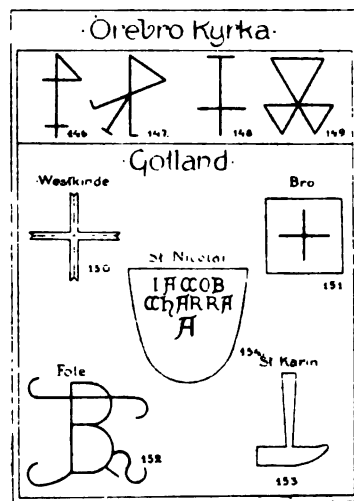 ·Örebro Kyrka·
146. 147. 148 149.
·Gotland·
Westkinde Bro
150 151
St Nicolai
IACCOB
CHARRA
A
154. St Karin
Fole
152 153